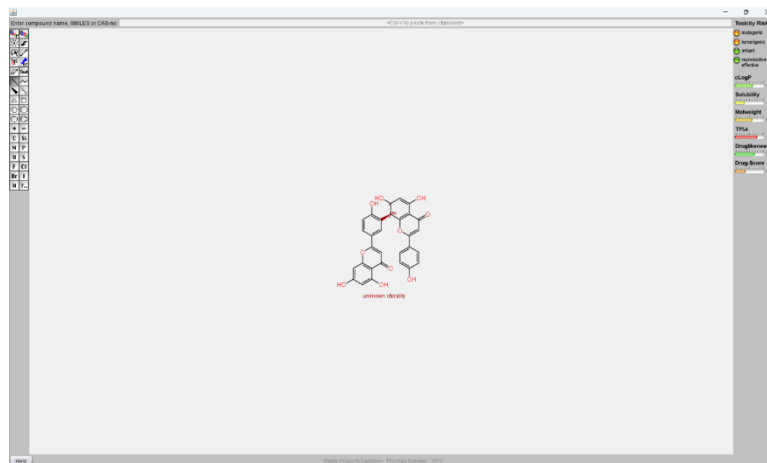 Enter compound name, SMILES or CAS-no:
<Ctrl-V to paste from clipboard>
Toxicity Risk
mutagenic
tumorigenic
irritant
reproductive
effective
cLogP
Solubility
Molweight
TPSA
Druglikeness
Drug-Score
Text
+ -
C Si
N P
O S
F Cl
Br I
H ?...
HO
OH
OH
OH
O
O
O
O
HO
OH
OH
unknown chirality
Help